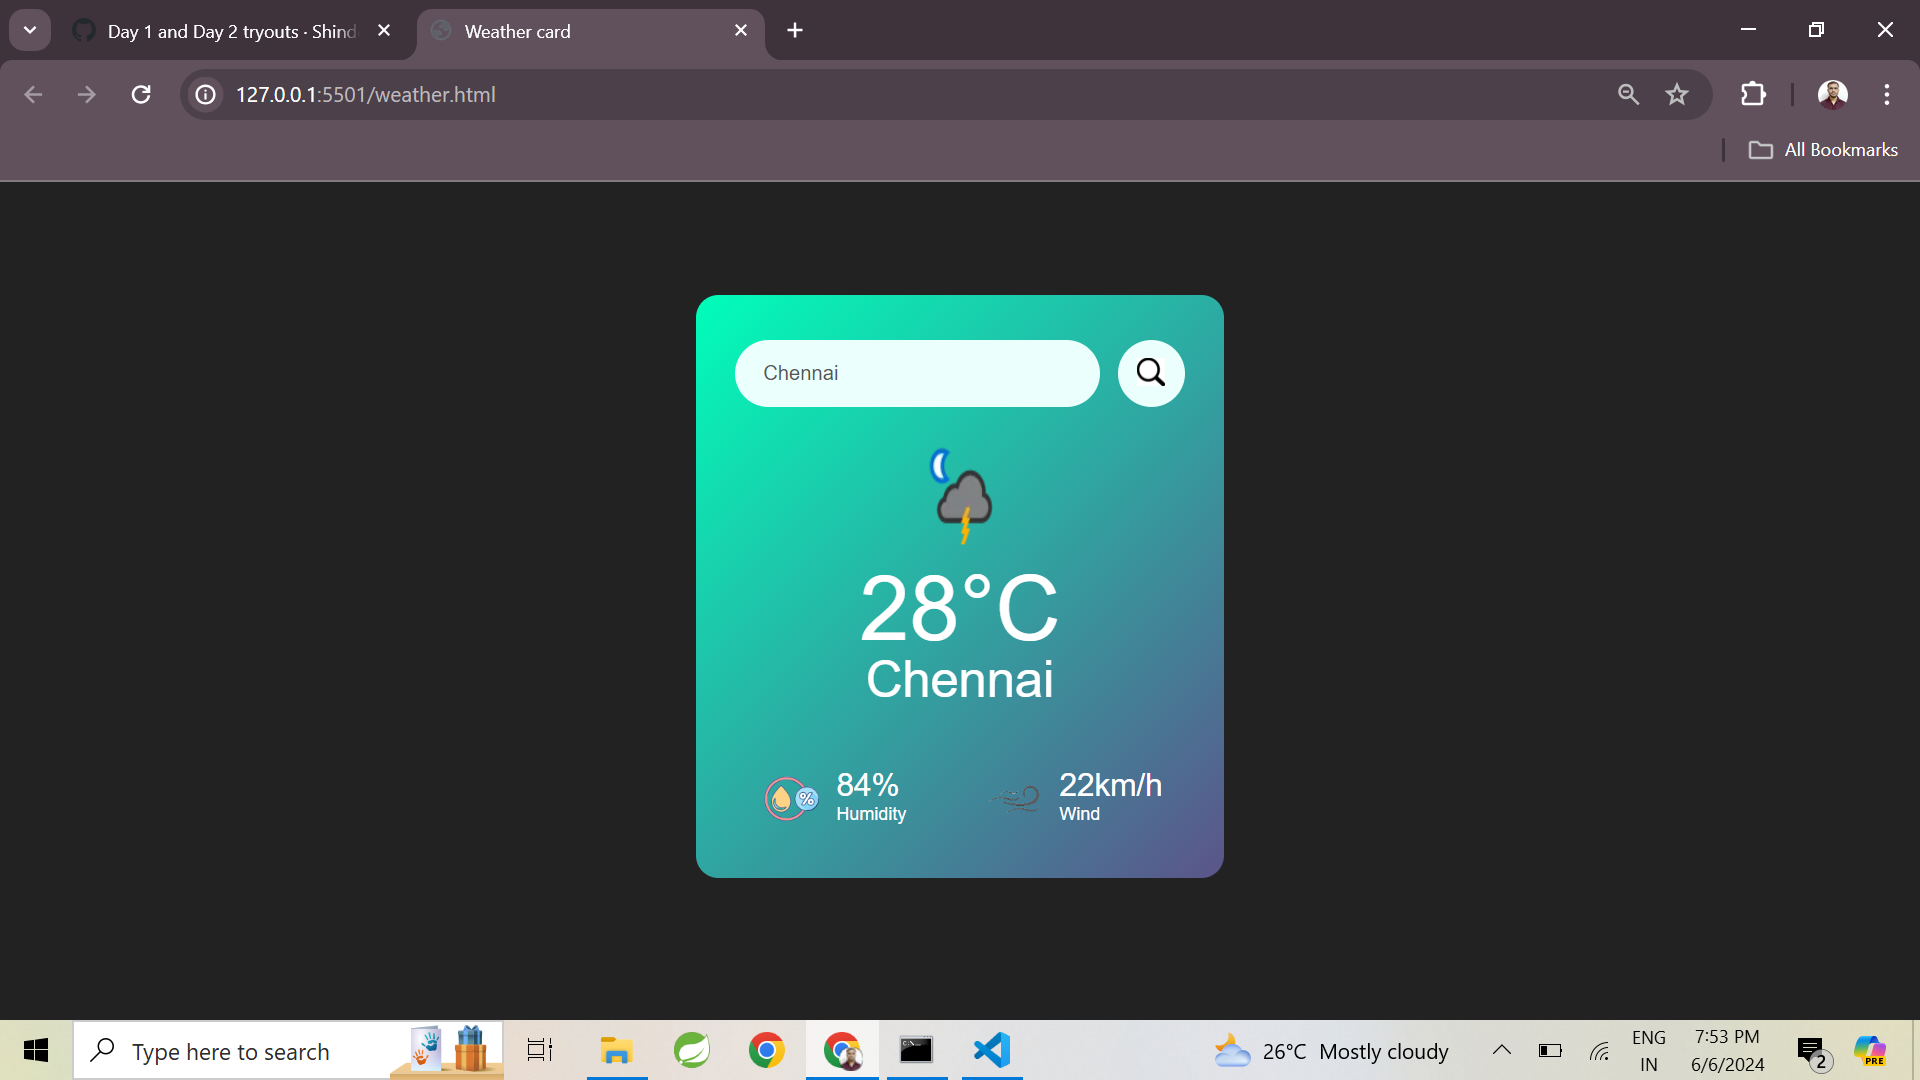 Day 1 and Day 2 tryouts · Shind
Weather card
127.0.0.1:5501/weather.html
All Bookmarks
Chennai
28°C
Chennai
84%
Humidity
%
22km/h
Wind
Type here to search
26°C Mostly cloudy
ENG
IN
7:53 PM
6/6/2024
2
PRE